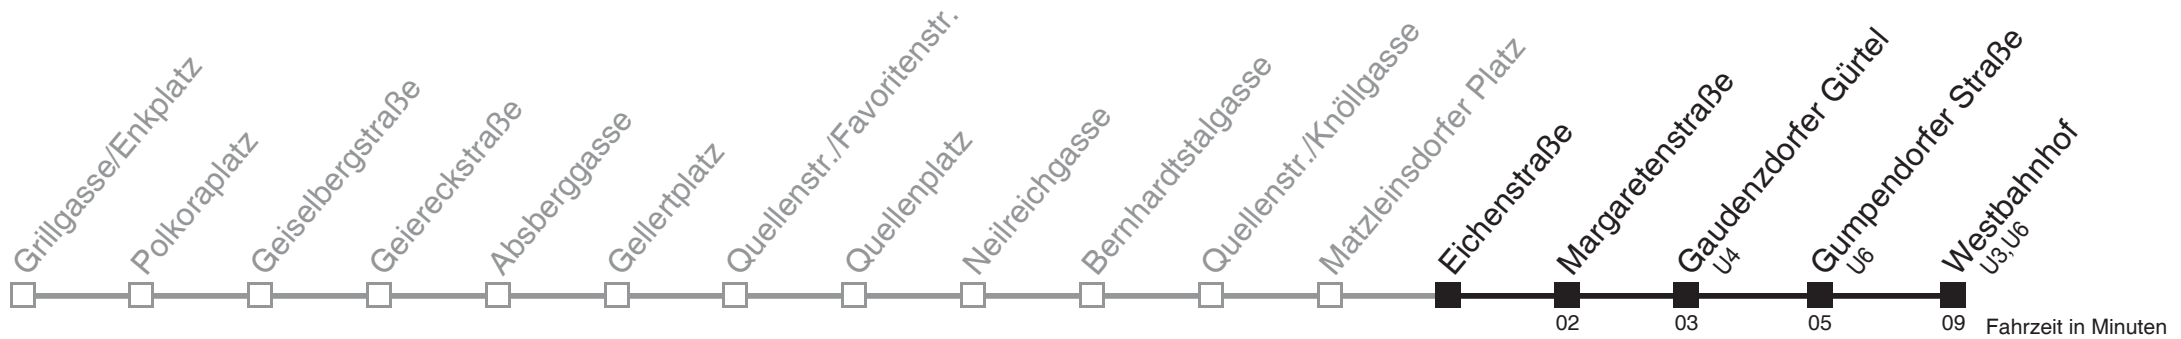 Grillgasse/Enkplatz
Polkoraplatz
Geiselbergstraße
Geiereckstraße
Absberggasse
Gellertplatz
Quellenstr./Favoritenstr.
Quellenplatz
Neilreichgasse
Bernhardtstalgasse
Quellenstr./Knöllgasse
Matzleinsdorfer Platz
Eichenstraße
Margaretenstraße
Gaudenzdorfer Gürtel
U4
Gumpendorfer Straße
U6
Westbahnhof
U3,U6
02 03 05 09 Fahrzeit in Minuten